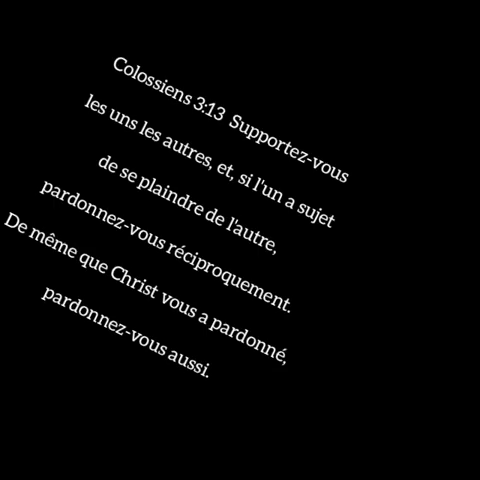 Colossiens 3:13 Supportez-vous
les uns les autres, et, si l'un a sujet
de se plaindre de l'autre,
pardonnez-vous réciproquement.
De même que Christ vous a pardonné,
pardonnez-vous aussi.